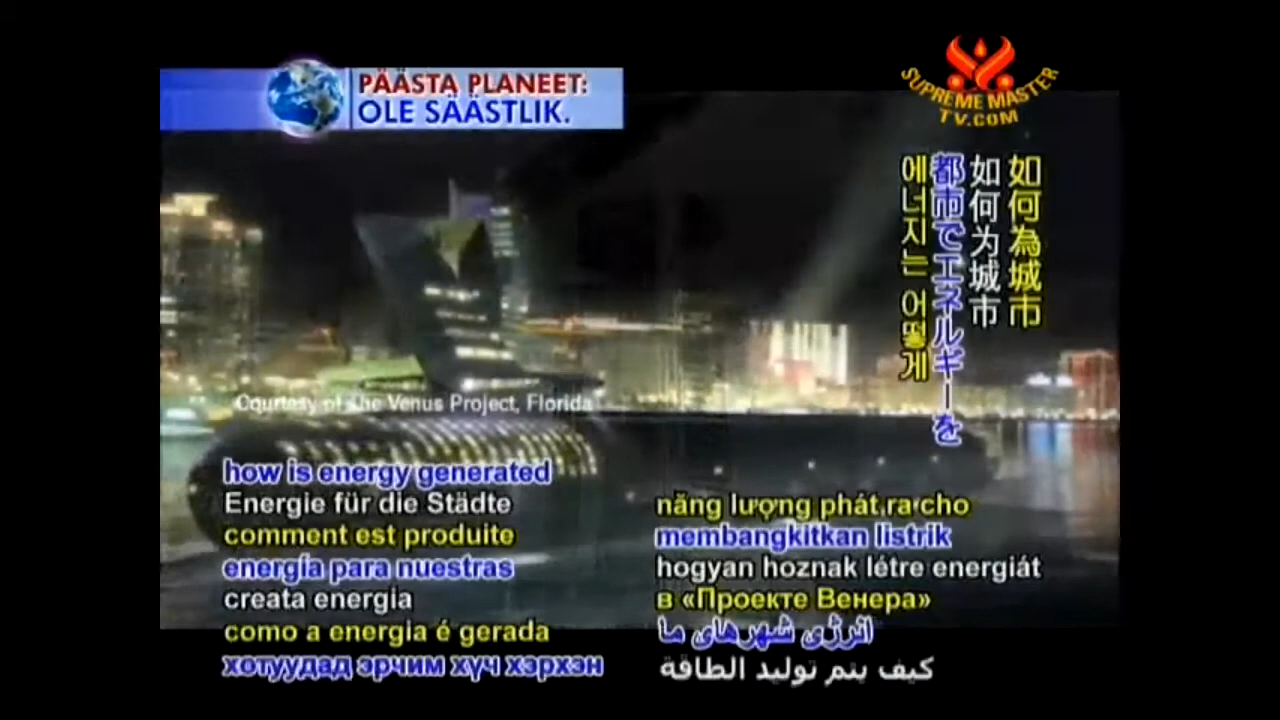 PÄÄSTA PLANEET:
OLE SÄÄSTLIK.
SUPREME MASTER
TV.COM
如何為城市
如何为城市
都市でエネルギーを
에너지는 어떻게
Courtesy of The Venus Project, Florida
how is energy generated
Energie für die Städte
comment est produite
energía para nuestras
creata energia
como a energia é gerada
хотуудад эрчим хүч хэрхэн
năng lượng phát ra cho
membangkitkan listrik
hogyan hoznak létre energiát
в «Проекте Венера»
انرژی شهرهای ما
كيف يتم توليد الطاقة